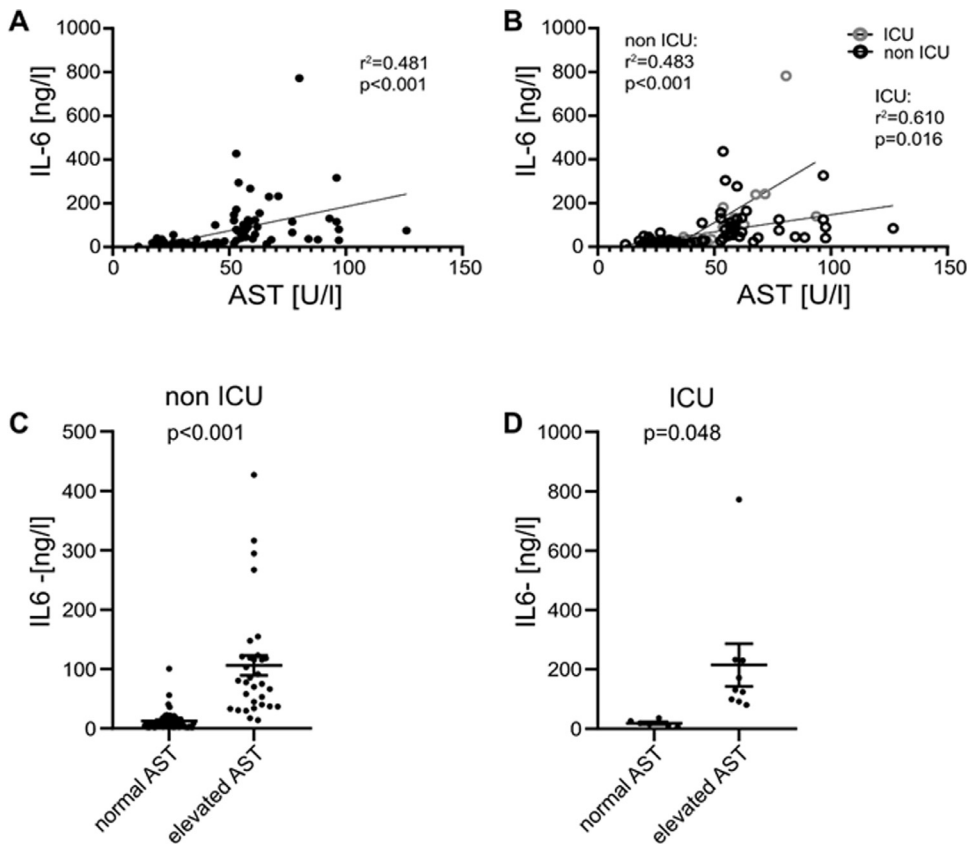 A
1000
800
600
400
200
0
IL-6 [ng/l]
r²=0.481
p<0.001
0
50
100
150
AST [U/l]
B
1000
800
600
400
200
0
IL-6 [ng/l]
non ICU:
r²=0.483
p<0.001
ICU
non ICU
ICU:
r²=0.610
p=0.016
0
50
100
150
AST [U/l]
C
non ICU
p<0.001
500
400
300
200
100
0
IL6 -[ng/l]
normal AST
elevated AST
D
ICU
p=0.048
1000
800
600
400
200
0
IL6- [ng/l]
normal AST
elevated AST